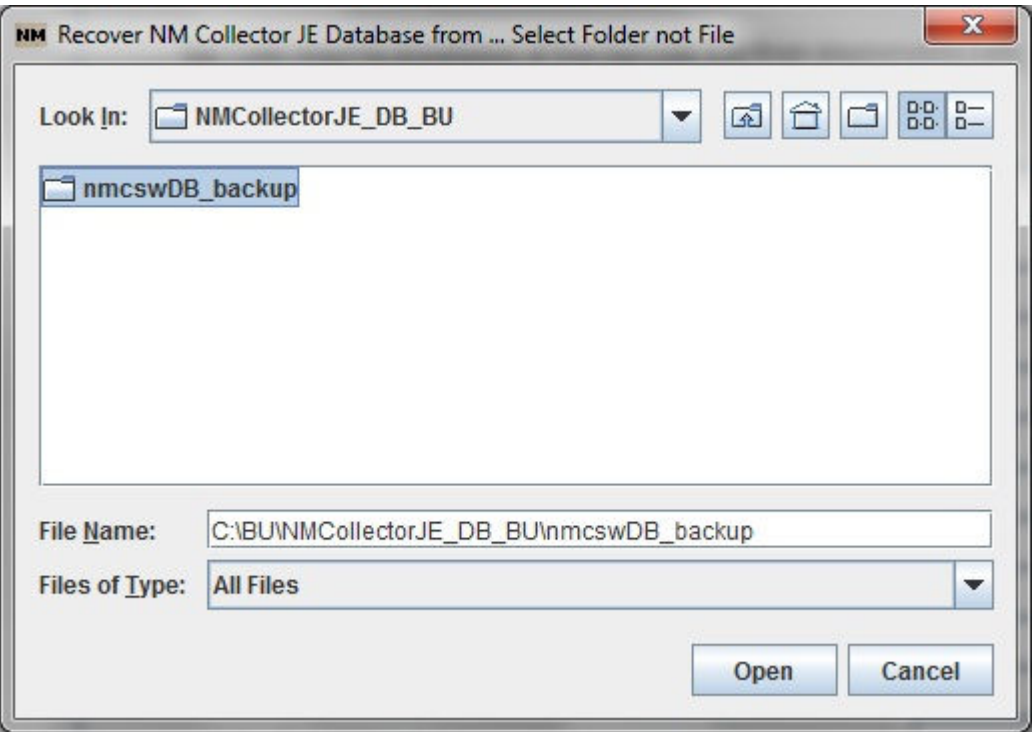 NM Recover NM Collector JE Database from ... Select Folder not File
Look In: NMCollectorJE_DB_BU
nmcswDB_backup
File Name: C:\BU\NMCollectorJE_DB_BU\nmcswDB_backup
Files of Type: All Files
Open Cancel